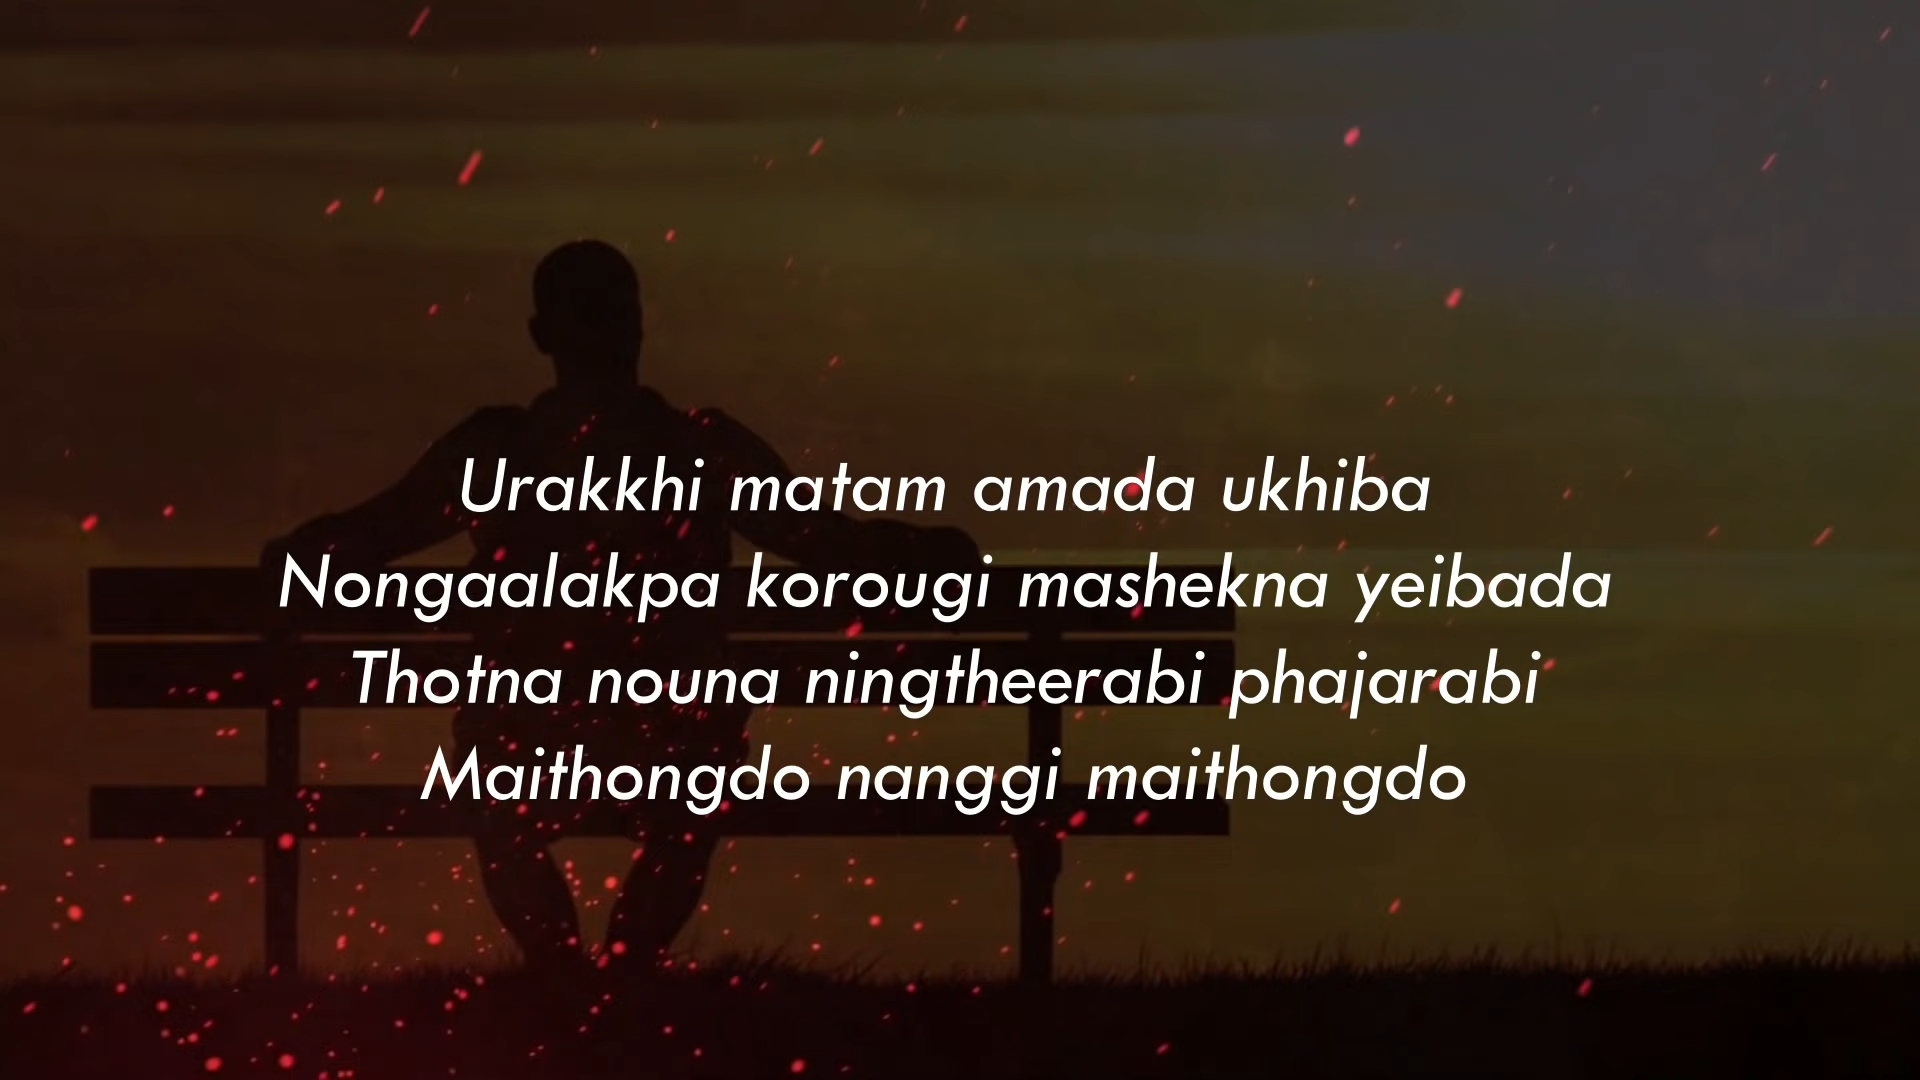 Urakkhi matam amada ukhiba
Nongaalakpa korougi mashekna yeibada
Thotna nouna ningtheerabi phajarabi
Maithongdo nanggi maithongdo